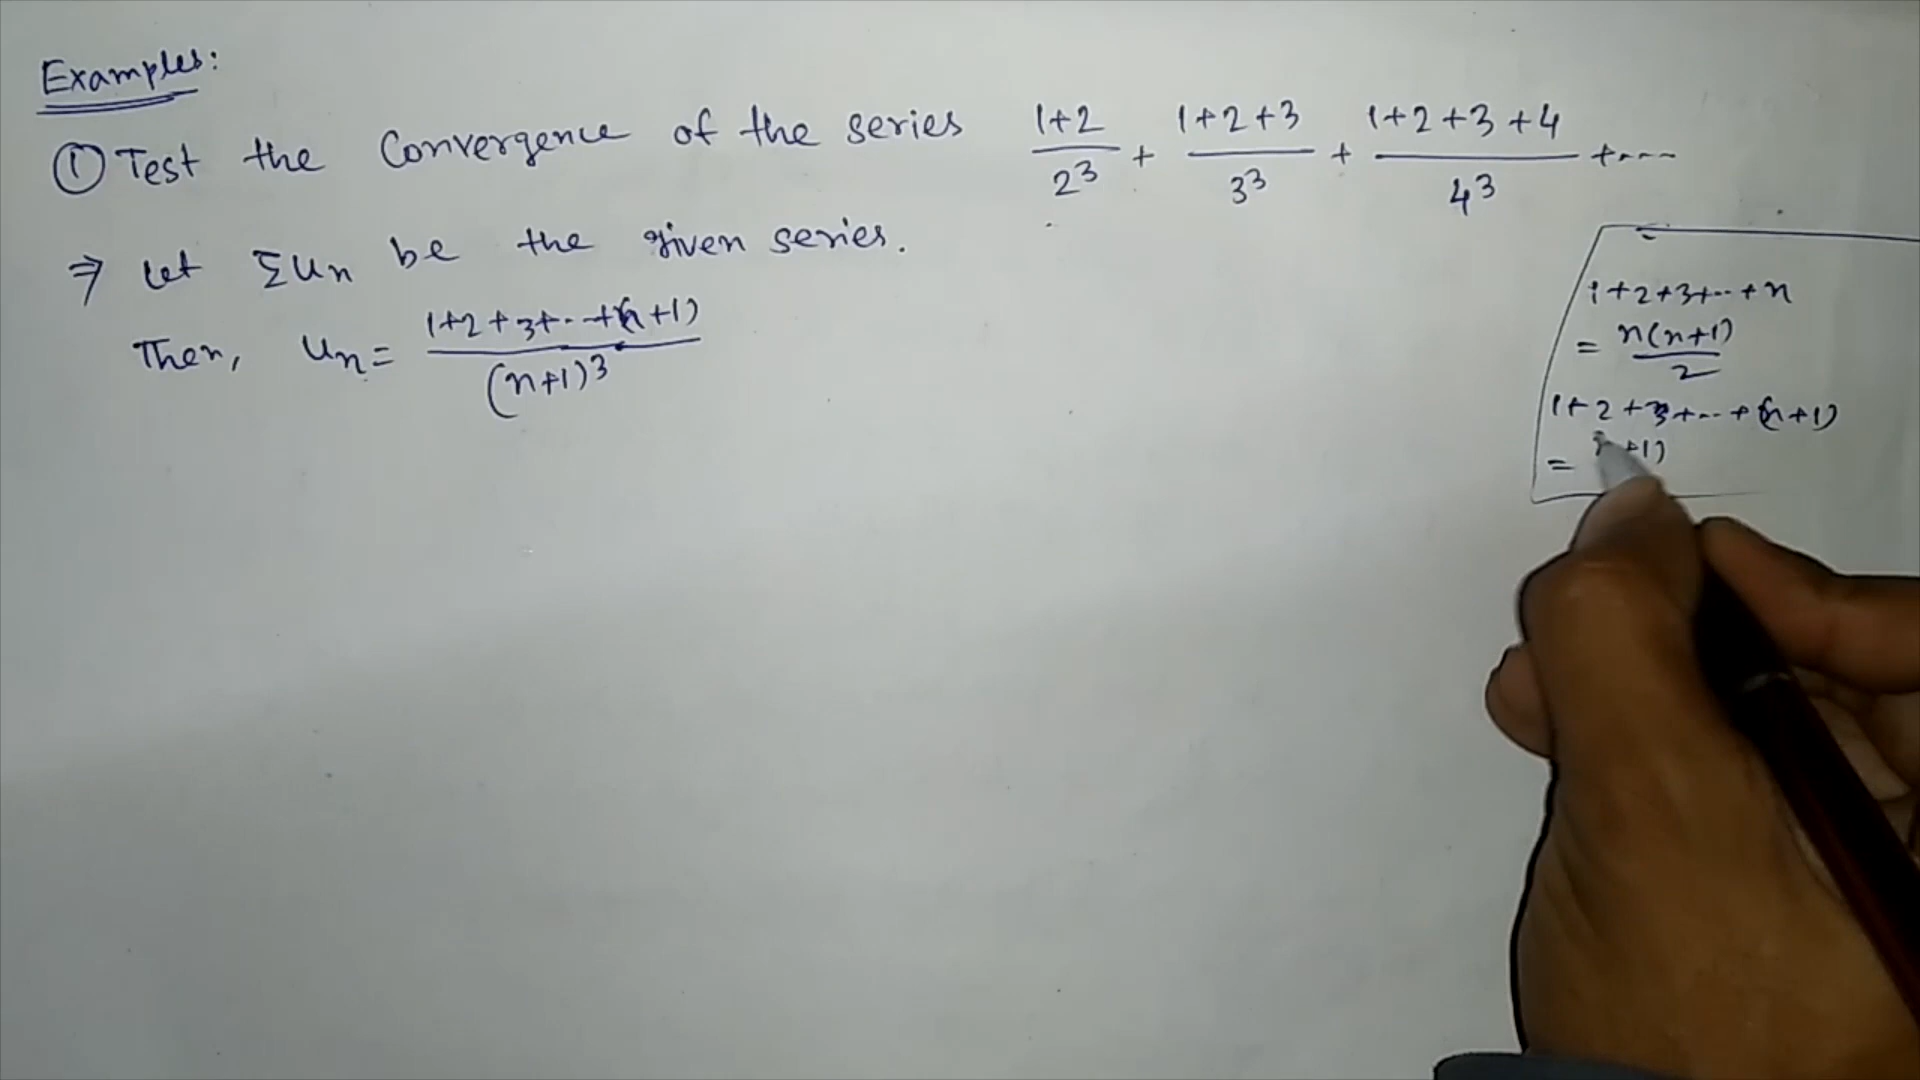 Examples:
① Test the Convergence of the series (1+2)/2³ + (1+2+3)/3³ + (1+2+3+4)/4³ + ----
⇒ Let Σun be the given series.
Then, un = (1+2+3+--+(n+1))/(n+1)³
1+2+3+--+n
= n(n+1)/2
1+2+3+--+(n+1)
= +1)